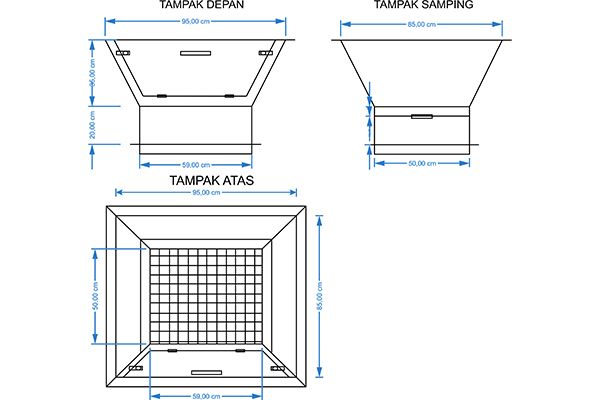 TAMPAK DEPAN
95,00 cm
35,00 cm
20,00 cm
59,00 cm
TAMPAK SAMPING
85,00 cm
50,00 cm
TAMPAK ATAS
95,00 cm
50,00 cm
85,00 cm
59,00 cm